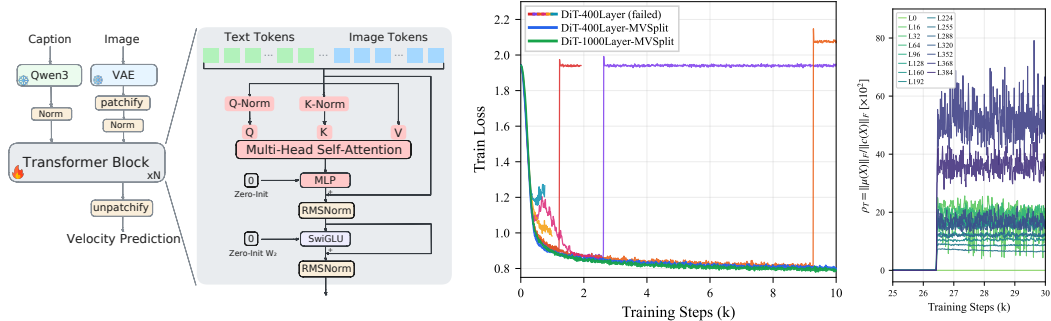 Caption
Image
Qwen3
VAE
patchify
Norm
Norm
Transformer Block
xN
unpatchify
Velocity Prediction
Text Tokens
Image Tokens
...
...
...
Q-Norm
K-Norm
Q
K
V
Multi-Head Self-Attention
0
MLP
Zero-Init
+
RMSNorm
0
SwiGLU
Zero-Init W₂
+
RMSNorm
DiT-400Layer (failed)
DiT-400Layer-MVSplit
DiT-1000Layer-MVSplit
Train Loss
2.2
2.0
1.8
1.6
1.4
1.2
1.0
0.8
0
2
4
6
8
10
Training Steps (k)
L0
L16
L32
L64
L96
L128
L160
L192
L224
L255
L288
L320
L352
L368
L384
ρ_T = ||μ(X)||_F/||c(X)||_F [×10²]
80
60
40
20
0
25
26
27
28
29
30
Training Steps (k)